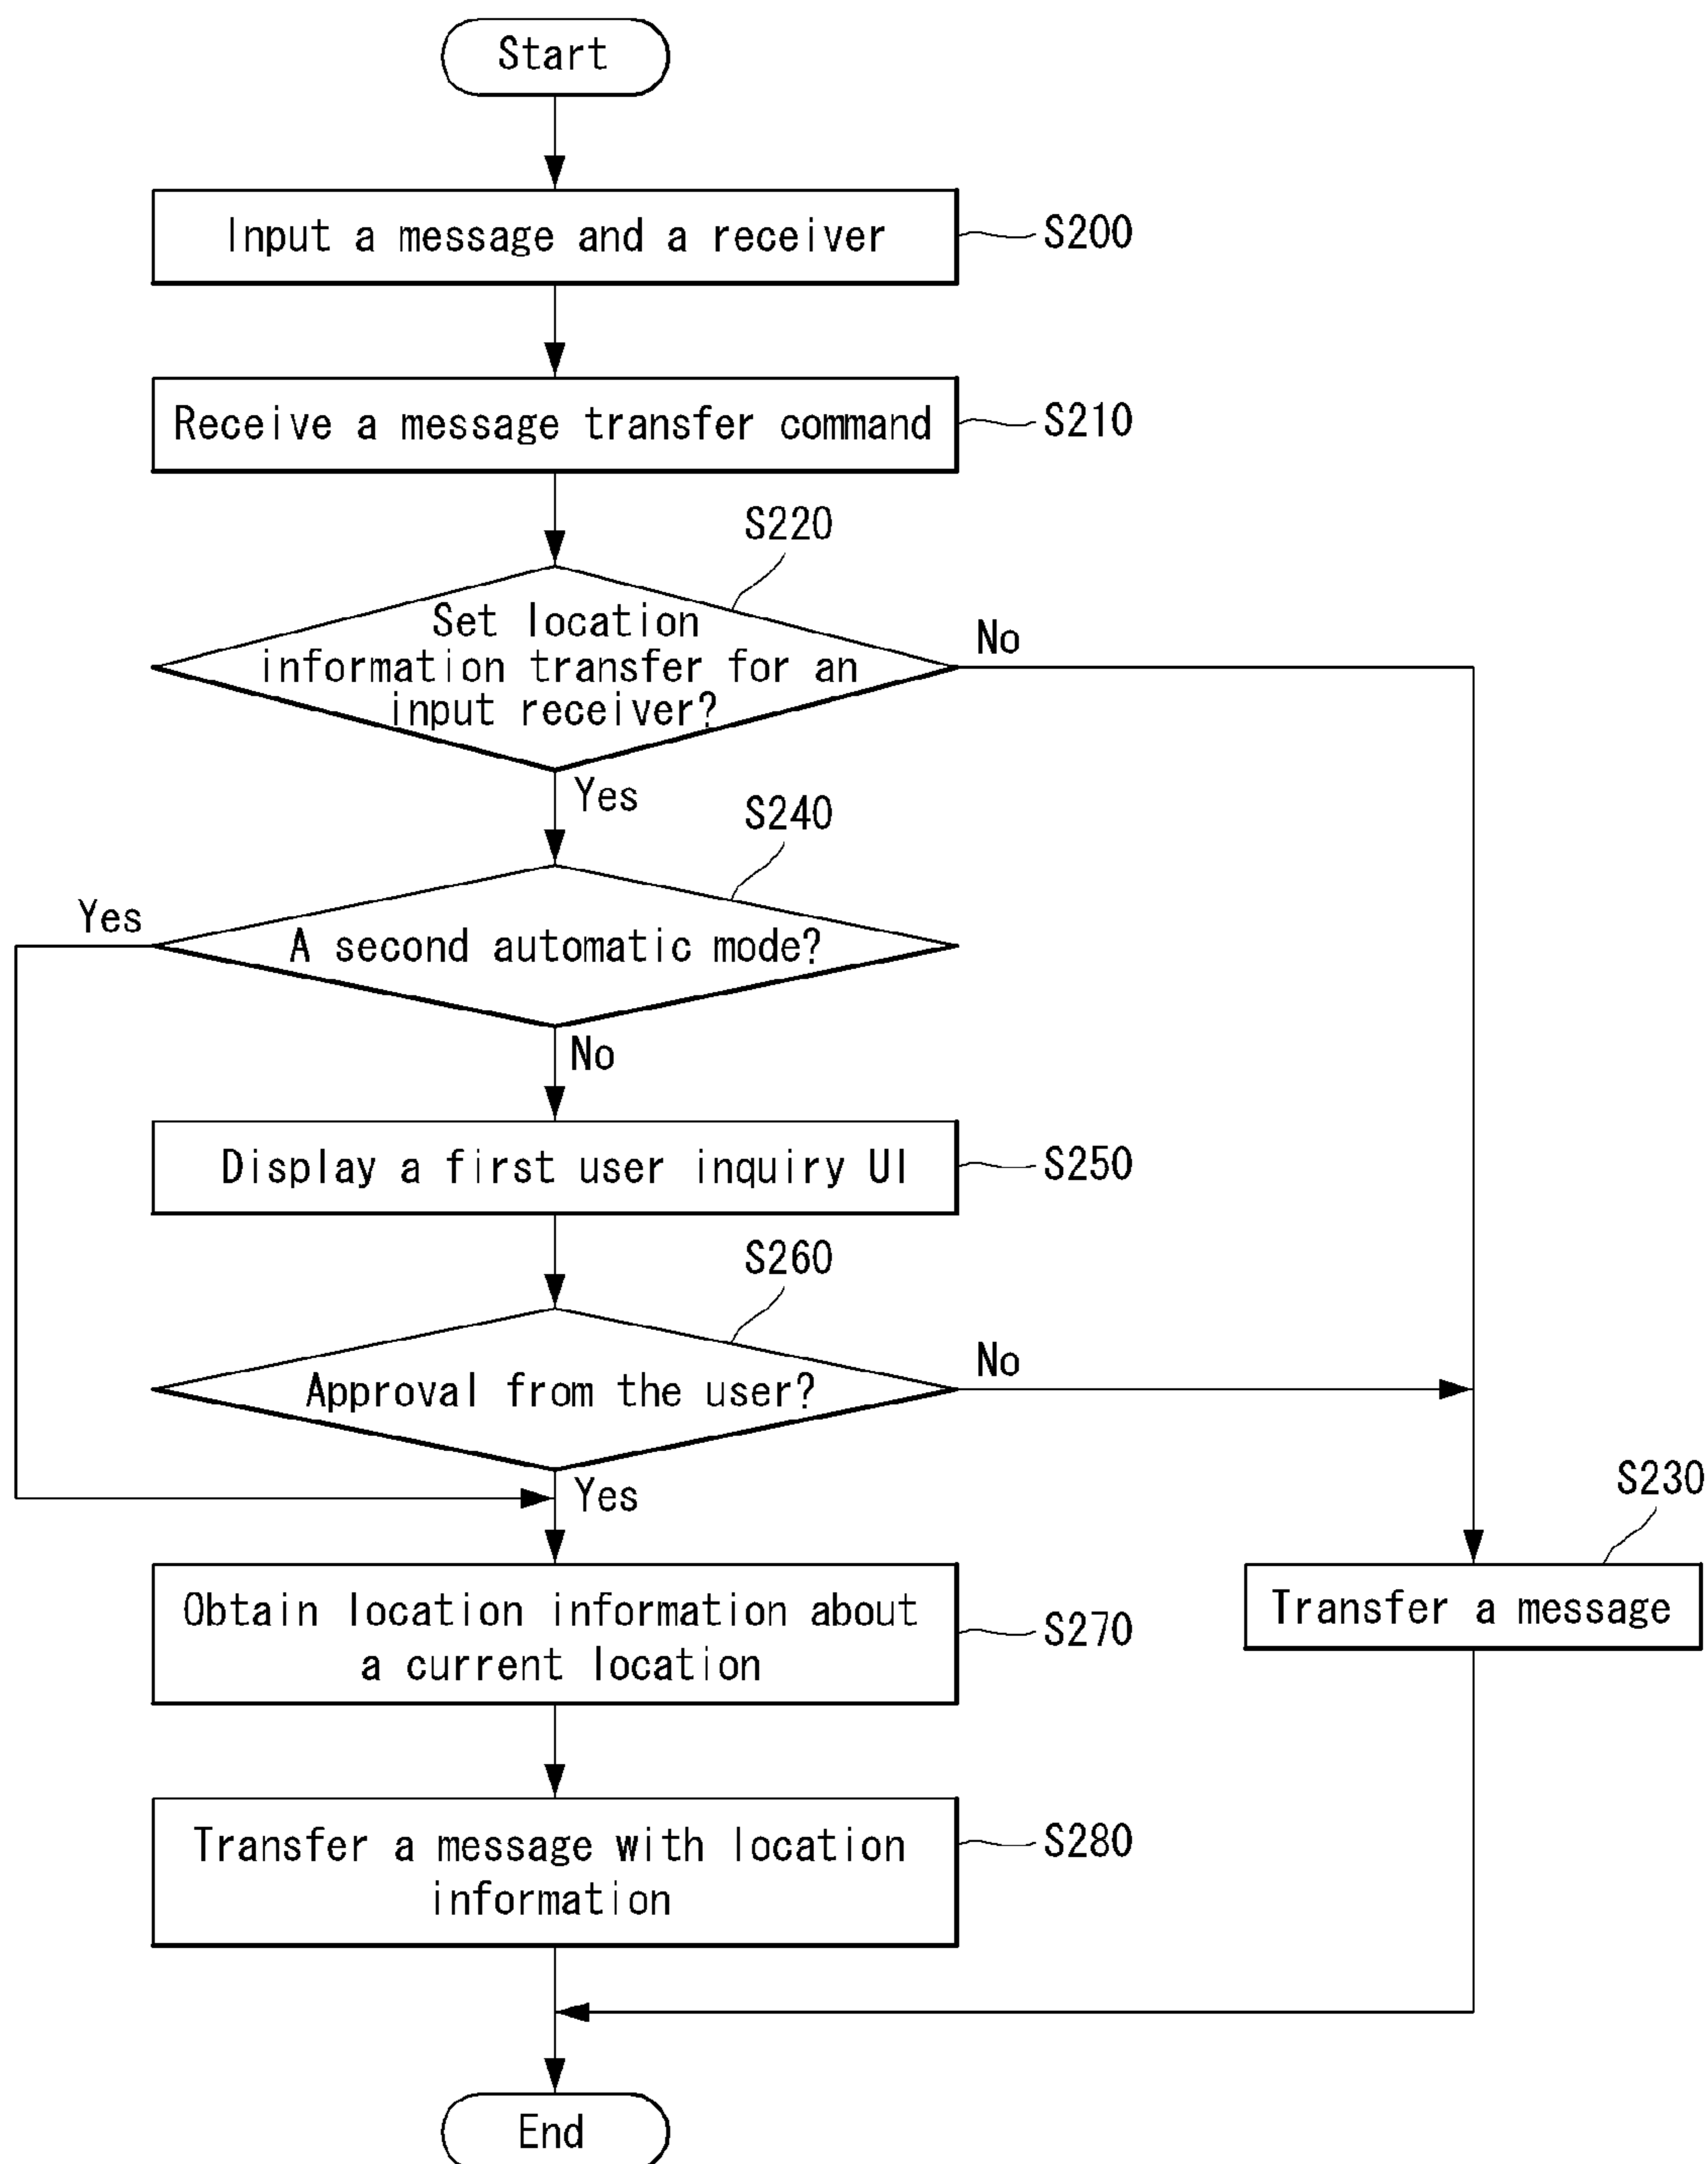 Start
Input a message and a receiver
S200
Receive a message transfer command
S210
S220
Set location
information transfer for an
input receiver?
No
Yes
S240
Yes
A second automatic mode?
No
Display a first user inquiry UI
S250
S260
Approval from the user?
No
Yes
S230
Obtain location information about
a current location
S270
Transfer a message
Transfer a message with location
information
S280
End